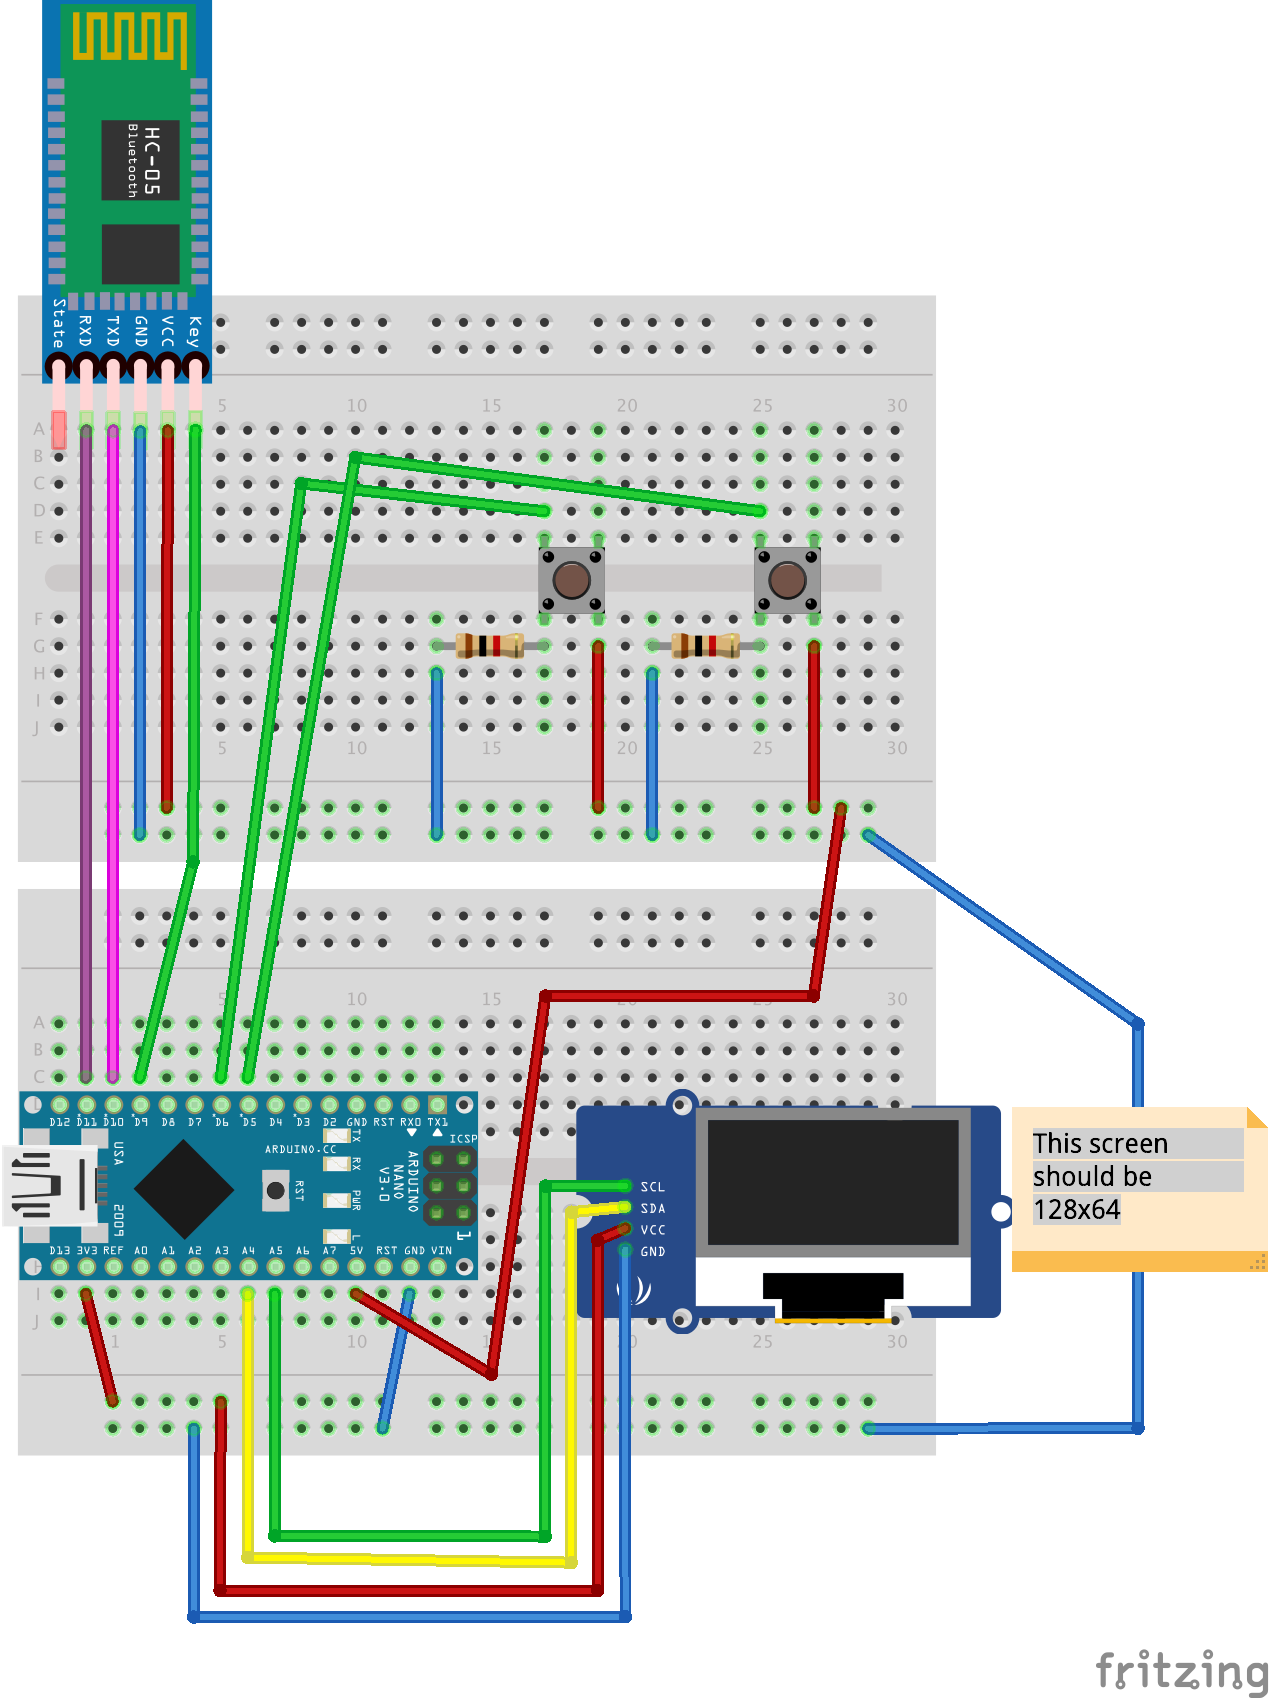 HC-05
Bluetooth
State
RXD
TXD
GND
VCC
Key
5 10 15 20 25 30
A
B
C
D
E
F
G
H
I
J
5 10 15 20 25 30
5 10 15 20 25 30
A
B
C
D12 D11 D10 D9 D8 D7 D6 D5 D4 D3 D2 GND RST RX0 TX1
TX
RX
PWR
L
USA
2009
ARDUINO.CC
RST
ARDUINO
NANO
V3.0
ICSP
1
D13 3V3 REF A0 A1 A2 A3 A4 A5 A6 A7 5V RST GND VIN
I
J
1 5 20 25 30
SCL
SDA
VCC
GND
This screen
should be
128x64
fritzing